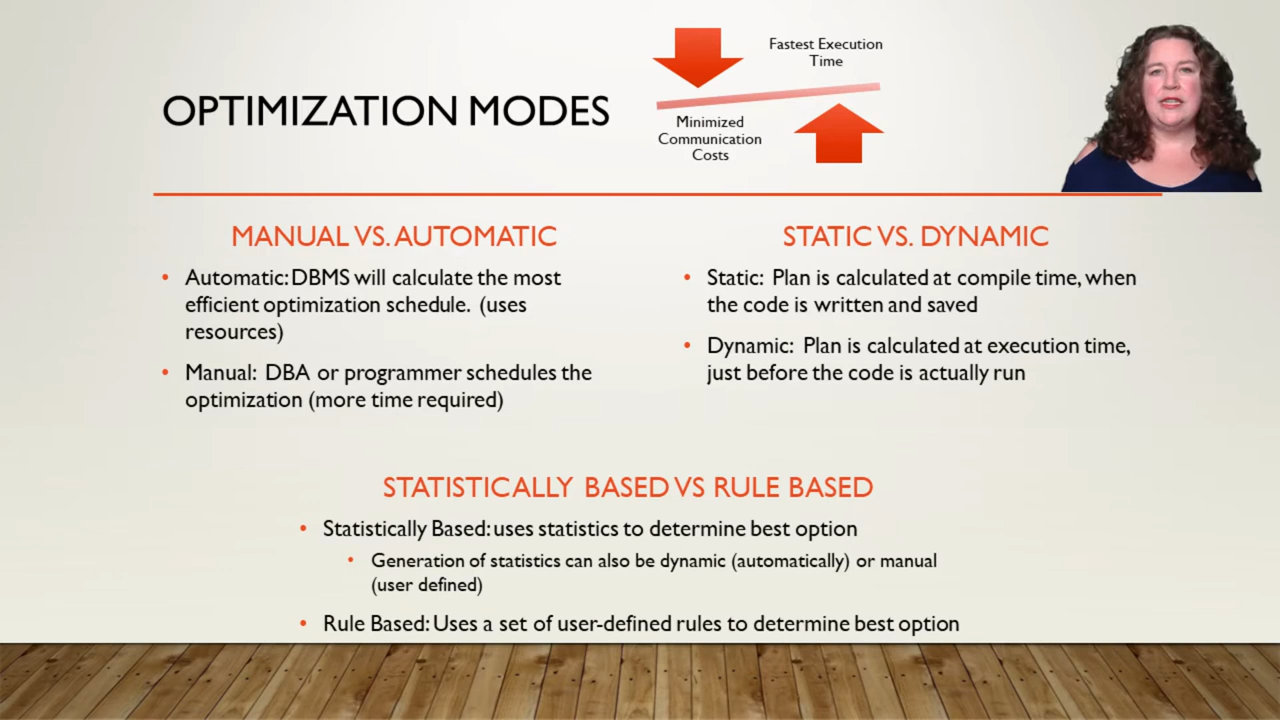 OPTIMIZATION MODES
Fastest Execution
Time
Minimized
Communication
Costs
MANUAL VS. AUTOMATIC
• Automatic: DBMS will calculate the most
efficient optimization schedule. (uses
resources)
• Manual: DBA or programmer schedules the
optimization (more time required)
STATIC VS. DYNAMIC
• Static: Plan is calculated at compile time, when
the code is written and saved
• Dynamic: Plan is calculated at execution time,
just before the code is actually run
STATISTICALLY BASED VS RULE BASED
• Statistically Based: uses statistics to determine best option
• Generation of statistics can also be dynamic (automatically) or manual
(user defined)
• Rule Based: Uses a set of user-defined rules to determine best option